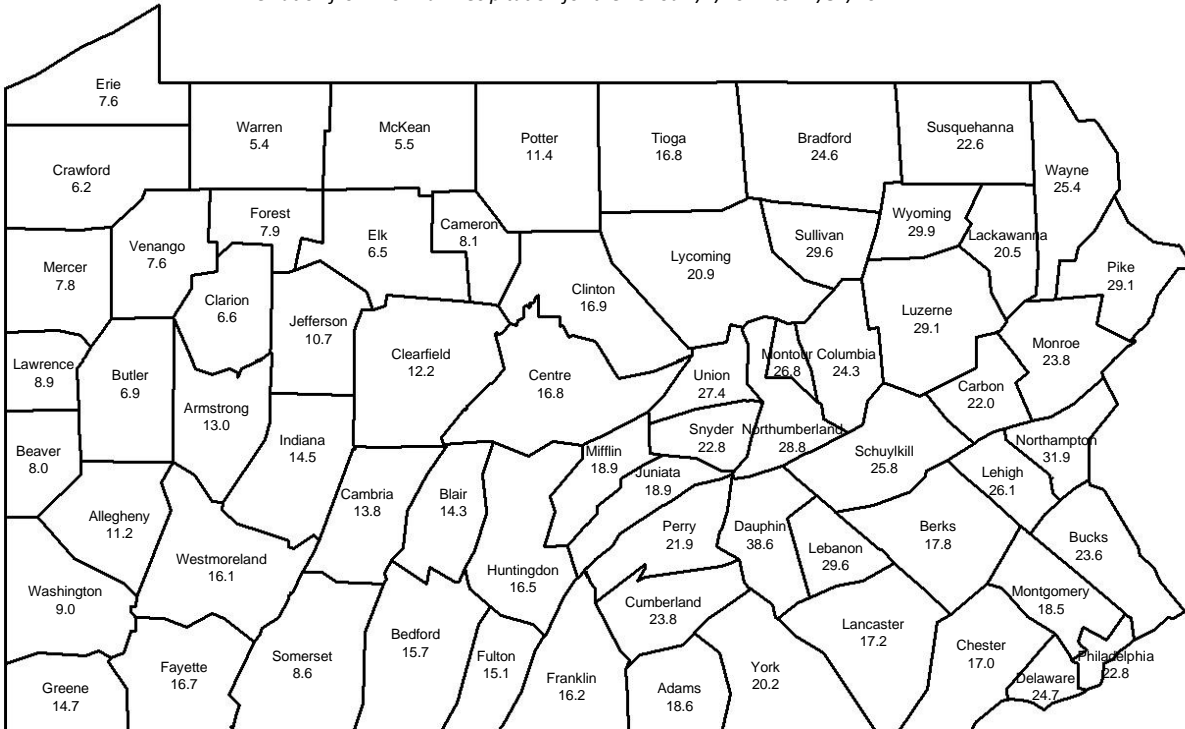 Erie
7.6
Warren
5.4
McKean
5.5
Potter
11.4
Tioga
16.8
Bradford
24.6
Susquehanna
22.6
Wayne
25.4
Crawford
6.2
Forest
7.9
Elk
6.5
Cameron
8.1
Wyoming
29.9
Lackawanna
20.5
Venango
7.6
Sullivan
29.6
Lycoming
20.9
Mercer
7.8
Pike
29.1
Clarion
6.6
Clinton
16.9
Jefferson
10.7
Luzerne
29.1
Monroe
23.8
Clearfield
12.2
Montour
26.8
Columbia
24.3
Lawrence
8.9
Butler
6.9
Centre
16.8
Union
27.4
Carbon
22.0
Armstrong
13.0
Snyder
22.8
Northumberland
28.8
Indiana
14.5
Northampton
31.9
Beaver
8.0
Mifflin
18.9
Schuylkill
25.8
Juniata
18.9
Lehigh
26.1
Cambria
13.8
Blair
14.3
Allegheny
11.2
Perry
21.9
Dauphin
38.6
Berks
17.8
Bucks
23.6
Lebanon
29.6
Westmoreland
16.1
Huntingdon
16.5
Washington
9.0
Cumberland
23.8
Montgomery
18.5
Lancaster
17.2
Bedford
15.7
Chester
17.0
Somerset
8.6
Fulton
15.1
Philadelphia
22.8
Fayette
16.7
York
20.2
Franklin
16.2
Delaware
24.7
Greene
14.7
Adams
18.6